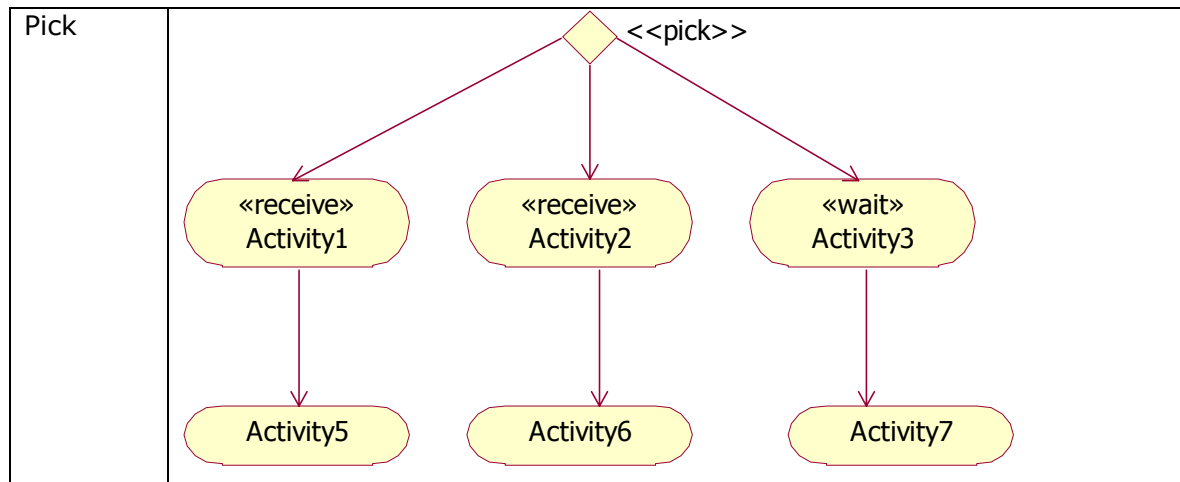 Pick
<<pick>>
«receive»
Activity1
«receive»
Activity2
«wait»
Activity3
Activity5
Activity6
Activity7